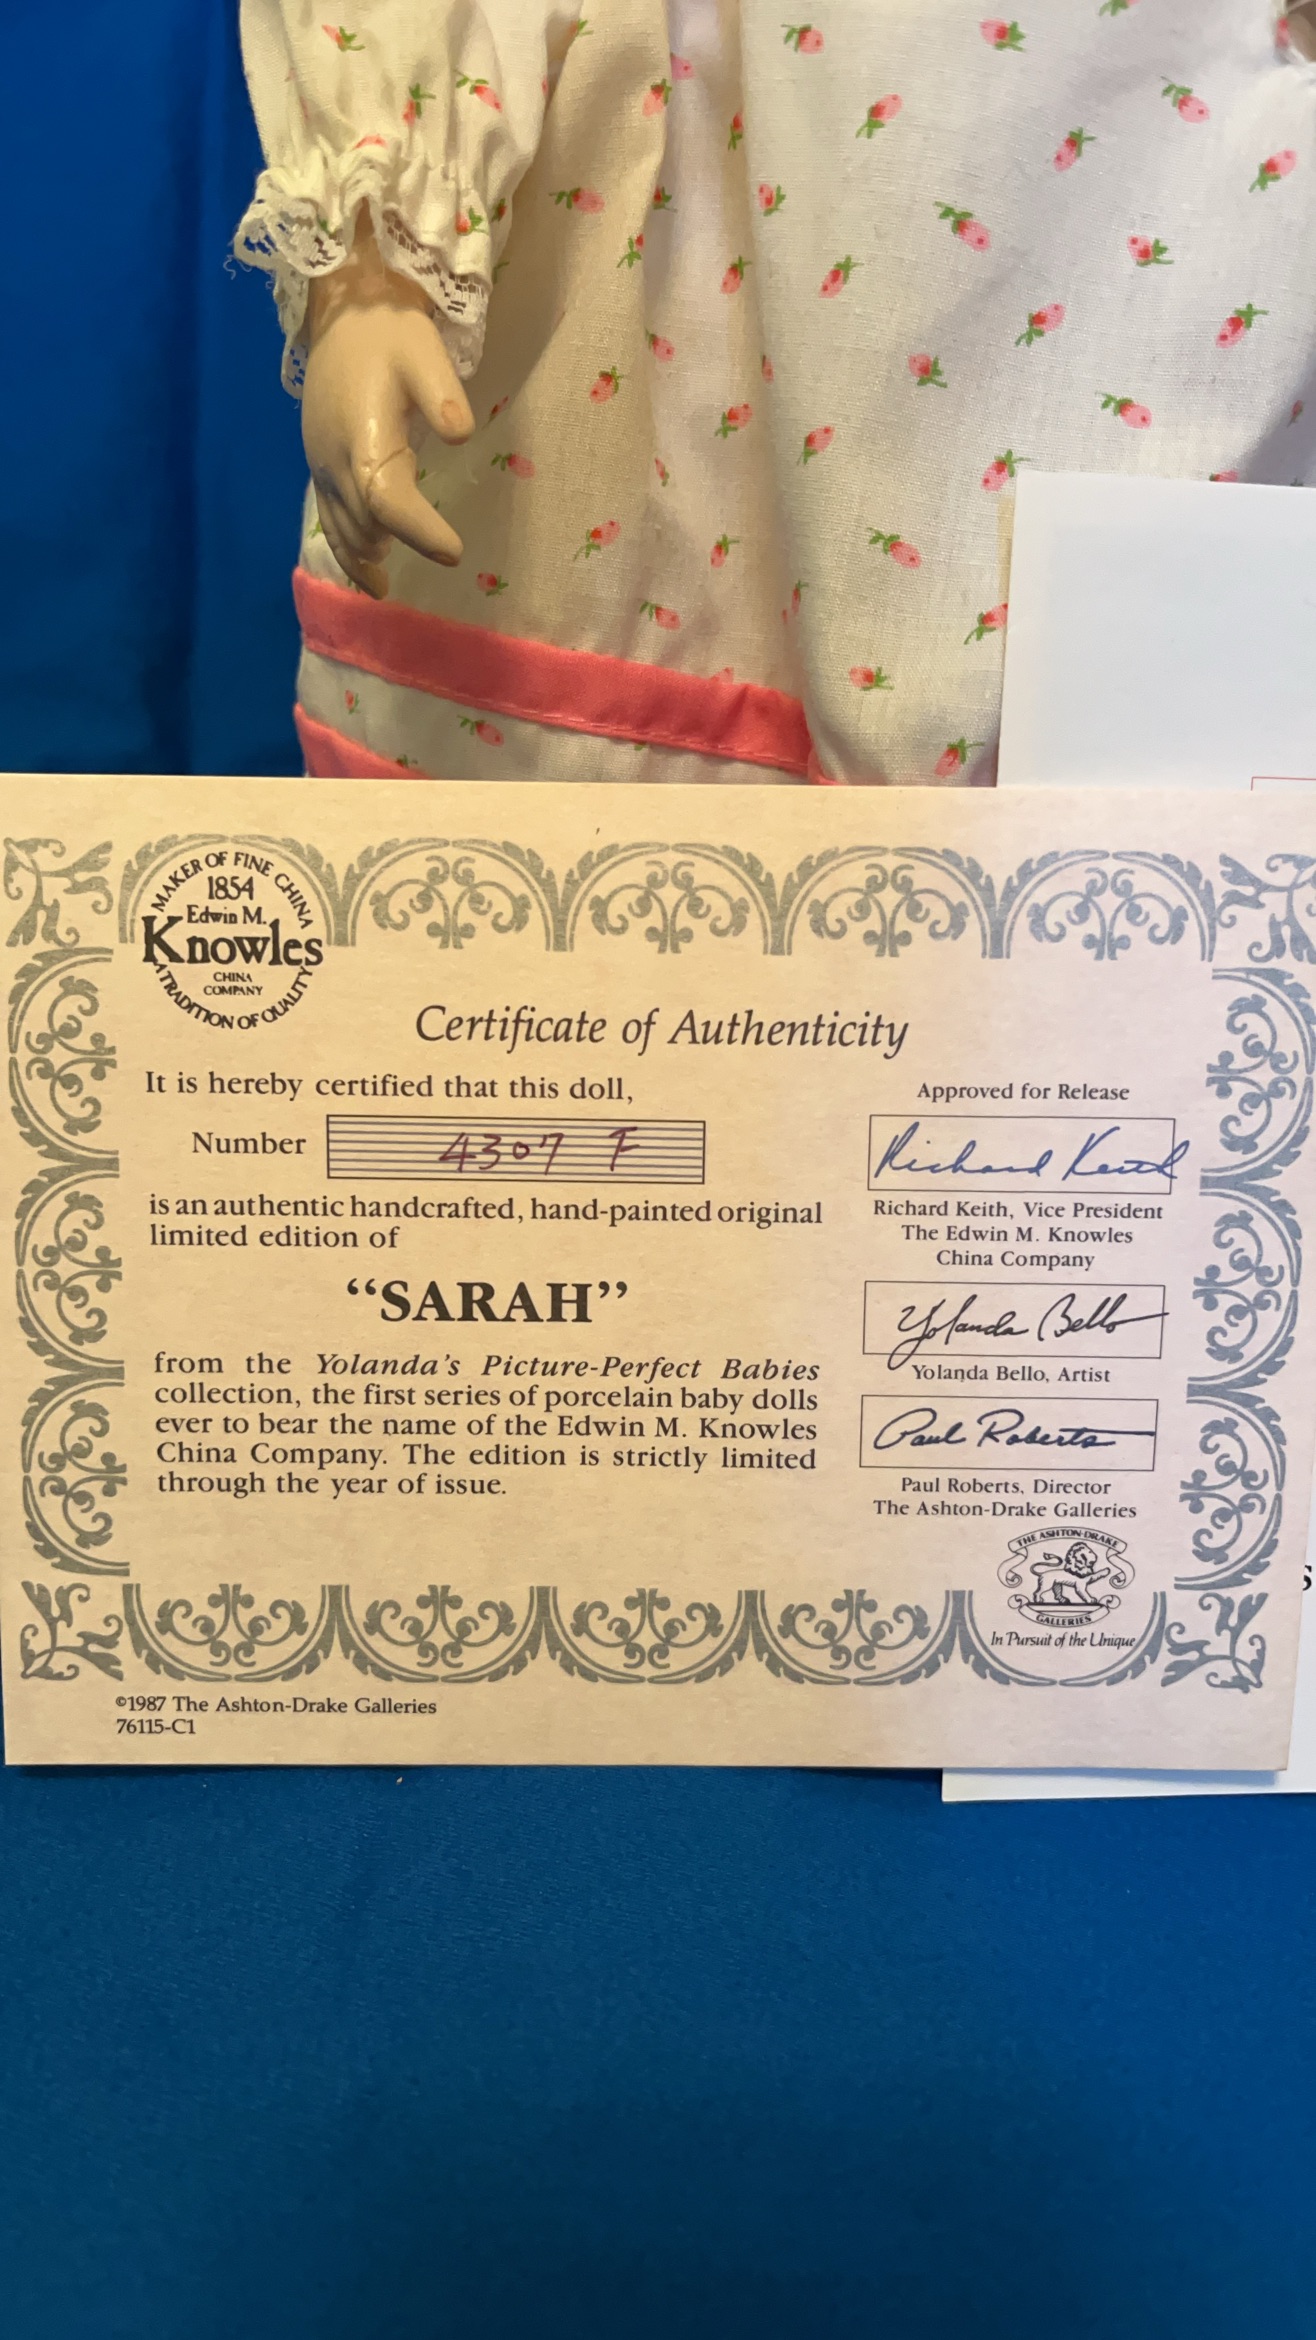 MAKER OF FINE CHINA
1854
Edwin M.
Knowles
CHINA
COMPANY
A TRADITION OF QUALITY
Certificate of Authenticity
It is hereby certified that this doll,
Number 4307 F
is an authentic handcrafted, hand-painted original
limited edition of
“SARAH”
from the Yolanda's Picture-Perfect Babies
collection, the first series of porcelain baby dolls
ever to bear the name of the Edwin M. Knowles
China Company. The edition is strictly limited
through the year of issue.
Approved for Release
Richard Keith
Richard Keith, Vice President
The Edwin M. Knowles
China Company
Yolanda Bello
Yolanda Bello, Artist
Paul Roberts
Paul Roberts, Director
The Ashton-Drake Galleries
THE ASHTON-DRAKE
GALLERIES
In Pursuit of the Unique
©1987 The Ashton-Drake Galleries
76115-C1